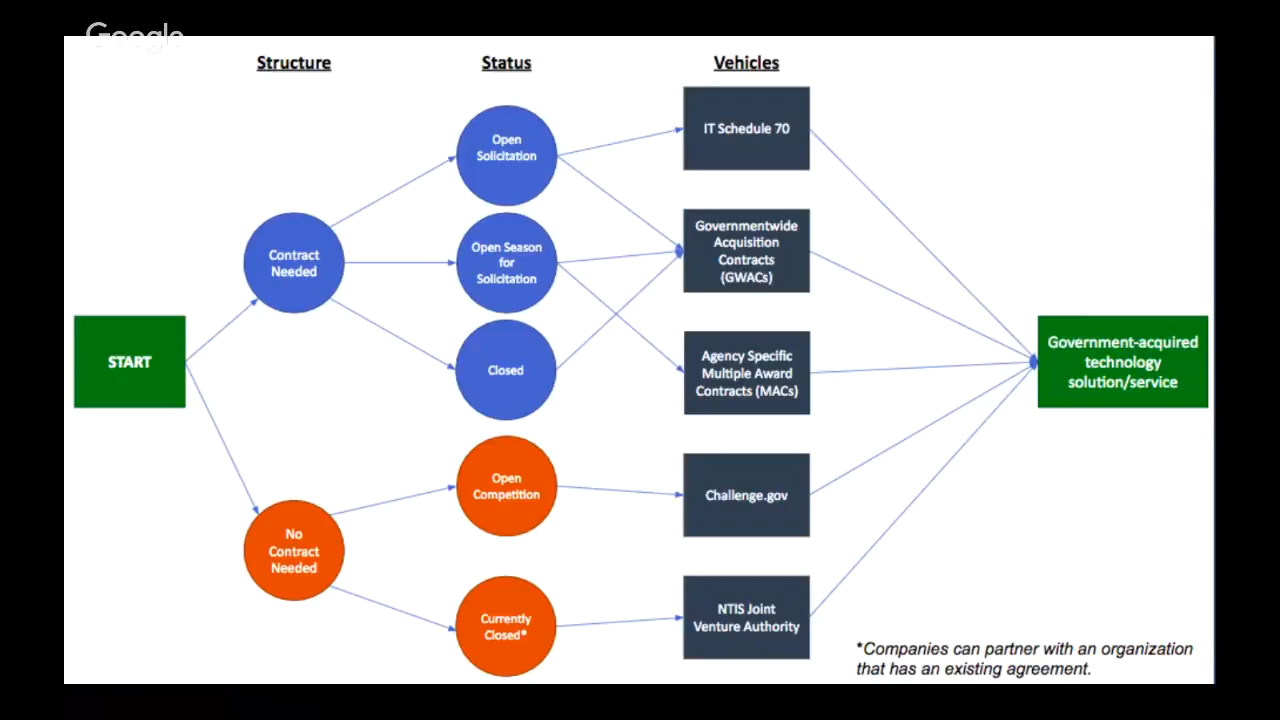 Google
Structure
Status
Vehicles
Open
Solicitation
IT Schedule 70
Contract
Needed
Open Season
for
Solicitation
Governmentwide
Acquisition
Contracts
(GWACs)
START
Closed
Agency Specific
Multiple Award
Contracts (MACs)
Government-acquired
technology
solution/service
No
Contract
Needed
Open
Competition
Challenge.gov
Currently
Closed*
NTIS Joint
Venture Authority
*Companies can partner with an organization
that has an existing agreement.